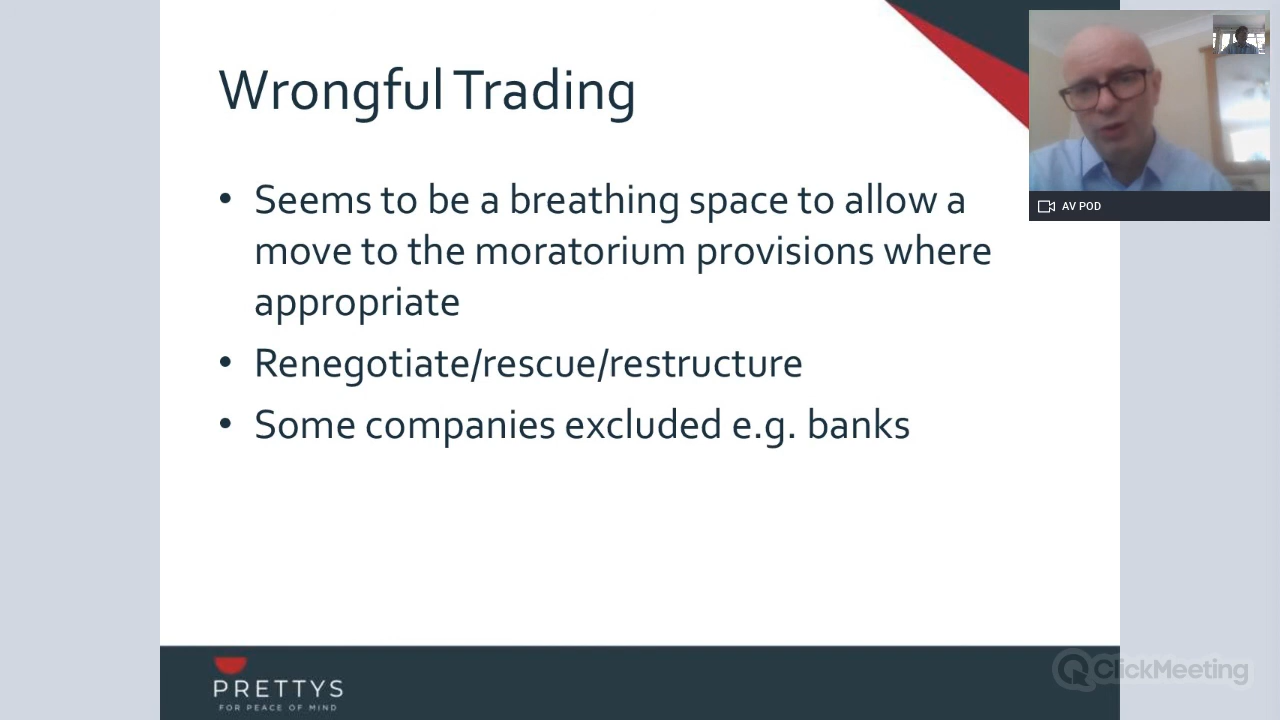 Wrongful Trading
• Seems to be a breathing space to allow a
move to the moratorium provisions where
appropriate
• Renegotiate/rescue/restructure
• Some companies excluded e.g. banks
AV POD
PRETTYS
FOR PEACE OF MIND
ClickMeeting